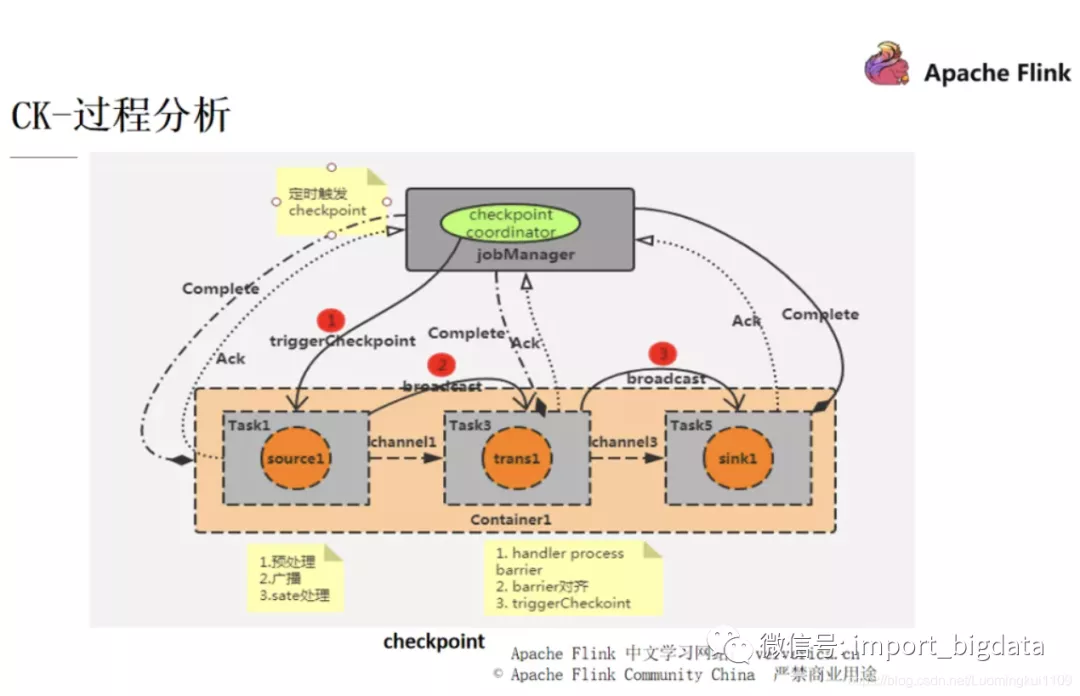 Apache Flink
CK-过程分析
定时触发
checkpoint
checkpoint
coordinator
jobManager
Complete
1
triggerCheckpoint
Complete
Ack
Ack
2
broadcast
3
broadcast
Ack
Complete
Task1
source1
channel1
Task3
trans1
channel3
Task5
sink1
Container1
1.预处理
2.广播
3.sate处理
1. handler process
barrier
2. barrier对齐
3. triggerCheckoint
checkpoint
Apache Flink 中文学习网
微信号: import_bigdata
© Apache Flink Community China 严禁商业用途
https://blog.csdn.net/Luomingkui1109